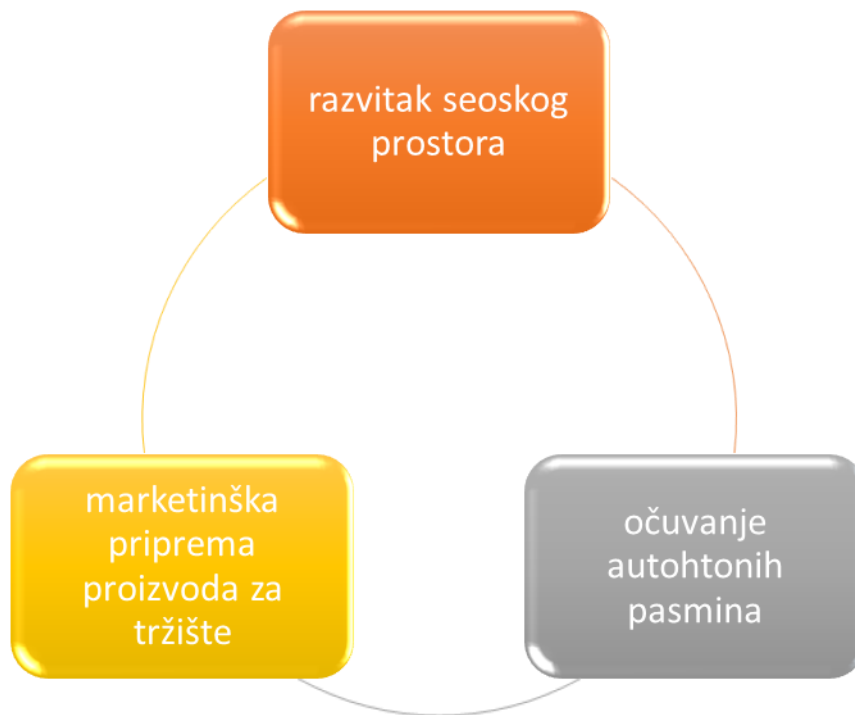 razvitak seoskog
prostora
marketinška
priprema
proizvoda za
tržište
očuvanje
autohtonih
pasmina